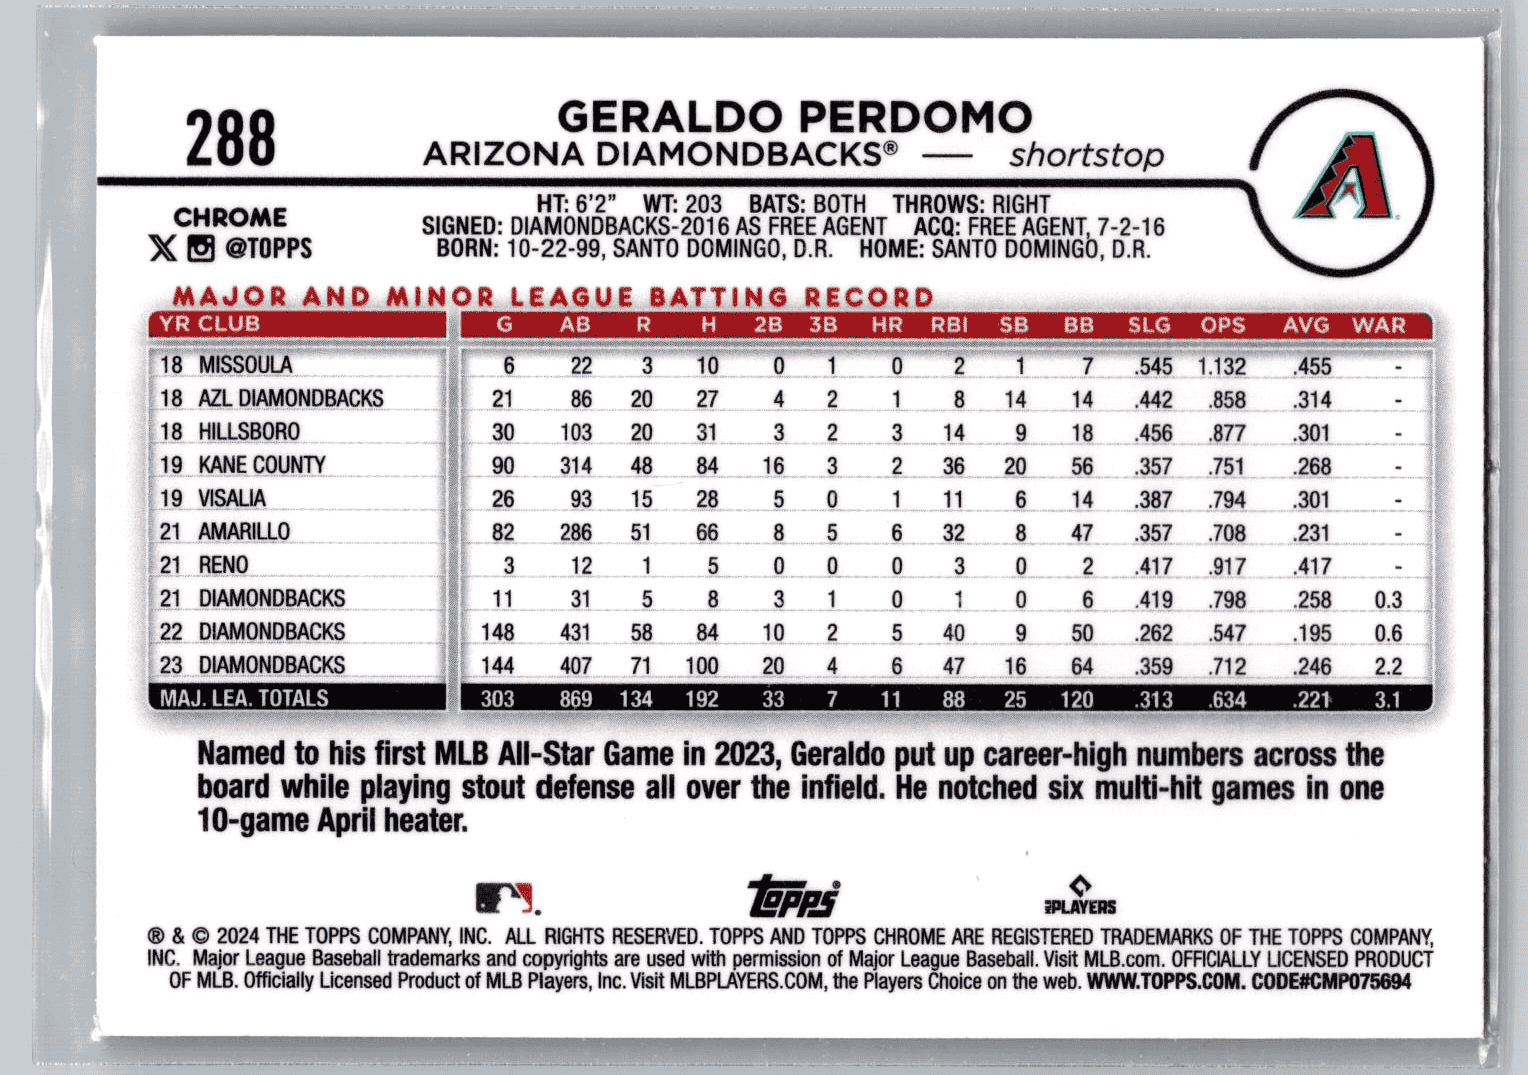 288
GERALDO PERDOMO
ARIZONA DIAMONDBACKS® — shortstop
CHROME
@TOPPS
HT: 6'2" WT: 203 BATS: BOTH THROWS: RIGHT
SIGNED: DIAMONDBACKS-2016 AS FREE AGENT ACQ: FREE AGENT, 7-2-16
BORN: 10-22-99, SANTO DOMINGO, D.R. HOME: SANTO DOMINGO, D.R.
MAJOR AND MINOR LEAGUE BATTING RECORD
YR CLUB G AB R H 2B 3B HR RBI SB BB SLG OPS AVG WAR
18 MISSOULA 6 22 3 10 0 1 0 2 1 7 .545 1.132 .455 -
18 AZL DIAMONDBACKS 21 86 20 27 4 2 1 8 14 14 .442 .858 .314 -
18 HILLSBORO 30 103 20 31 3 2 3 14 9 18 .456 .877 .301 -
19 KANE COUNTY 90 314 48 84 16 3 2 36 20 56 .357 .751 .268 -
19 VISALIA 26 93 15 28 5 0 1 11 6 14 .387 .794 .301 -
21 AMARILLO 82 286 51 66 8 5 6 32 8 47 .357 .708 .231 -
21 RENO 3 12 1 5 0 0 0 3 0 2 .417 .917 .417 -
21 DIAMONDBACKS 11 31 5 8 3 1 0 1 0 6 .419 .798 .258 0.3
22 DIAMONDBACKS 148 431 58 84 10 2 5 40 9 50 .262 .547 .195 0.6
23 DIAMONDBACKS 144 407 71 100 20 4 6 47 16 64 .359 .712 .246 2.2
MAJ. LEA. TOTALS 303 869 134 192 33 7 11 88 25 120 .313 .634 .221 3.1
Named to his first MLB All-Star Game in 2023, Geraldo put up career-high numbers across the
board while playing stout defense all over the infield. He notched six multi-hit games in one
10-game April heater.
Topps®
MLB PLAYERS
® & © 2024 THE TOPPS COMPANY, INC. ALL RIGHTS RESERVED. TOPPS AND TOPPS CHROME ARE REGISTERED TRADEMARKS OF THE TOPPS COMPANY,
INC. Major League Baseball trademarks and copyrights are used with permission of Major League Baseball. Visit MLB.com. OFFICIALLY LICENSED PRODUCT
OF MLB. Officially Licensed Product of MLB Players, Inc. Visit MLBPLAYERS.COM, the Players Choice on the web. WWW.TOPPS.COM. CODE#CMP075694